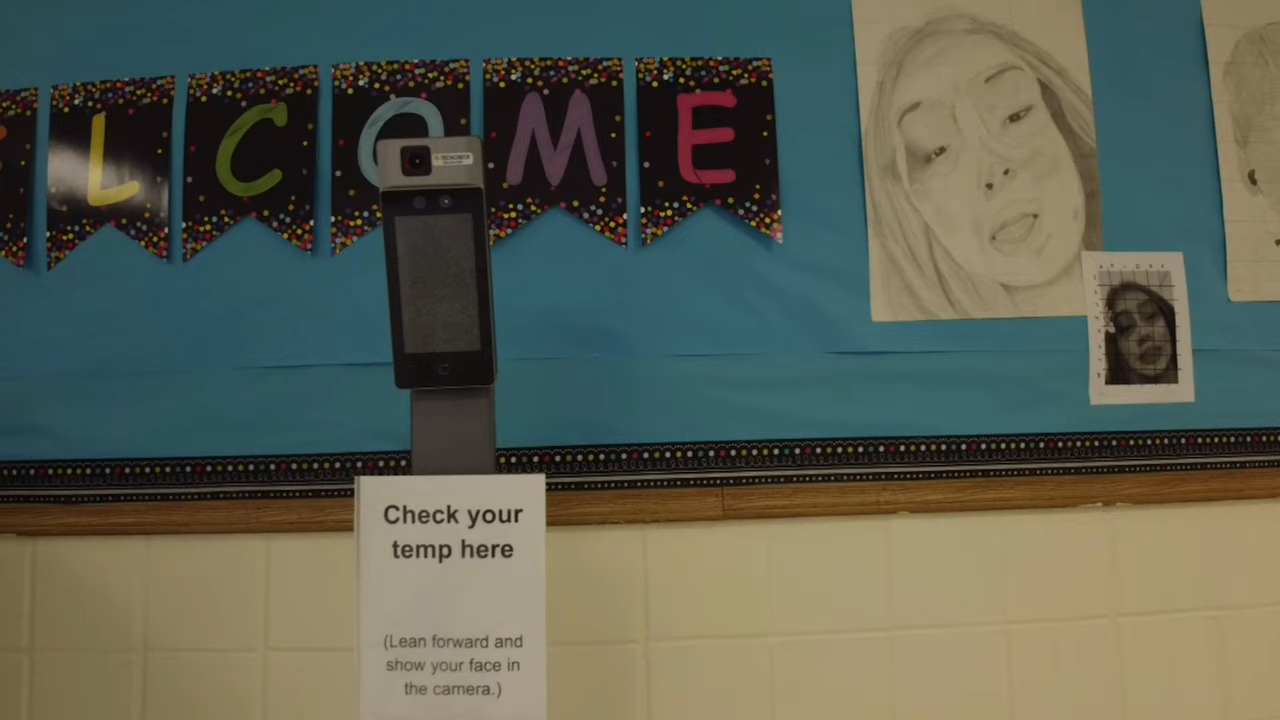 LCOME
Check your
temp here
(Lean forward and
show your face in
the camera.)